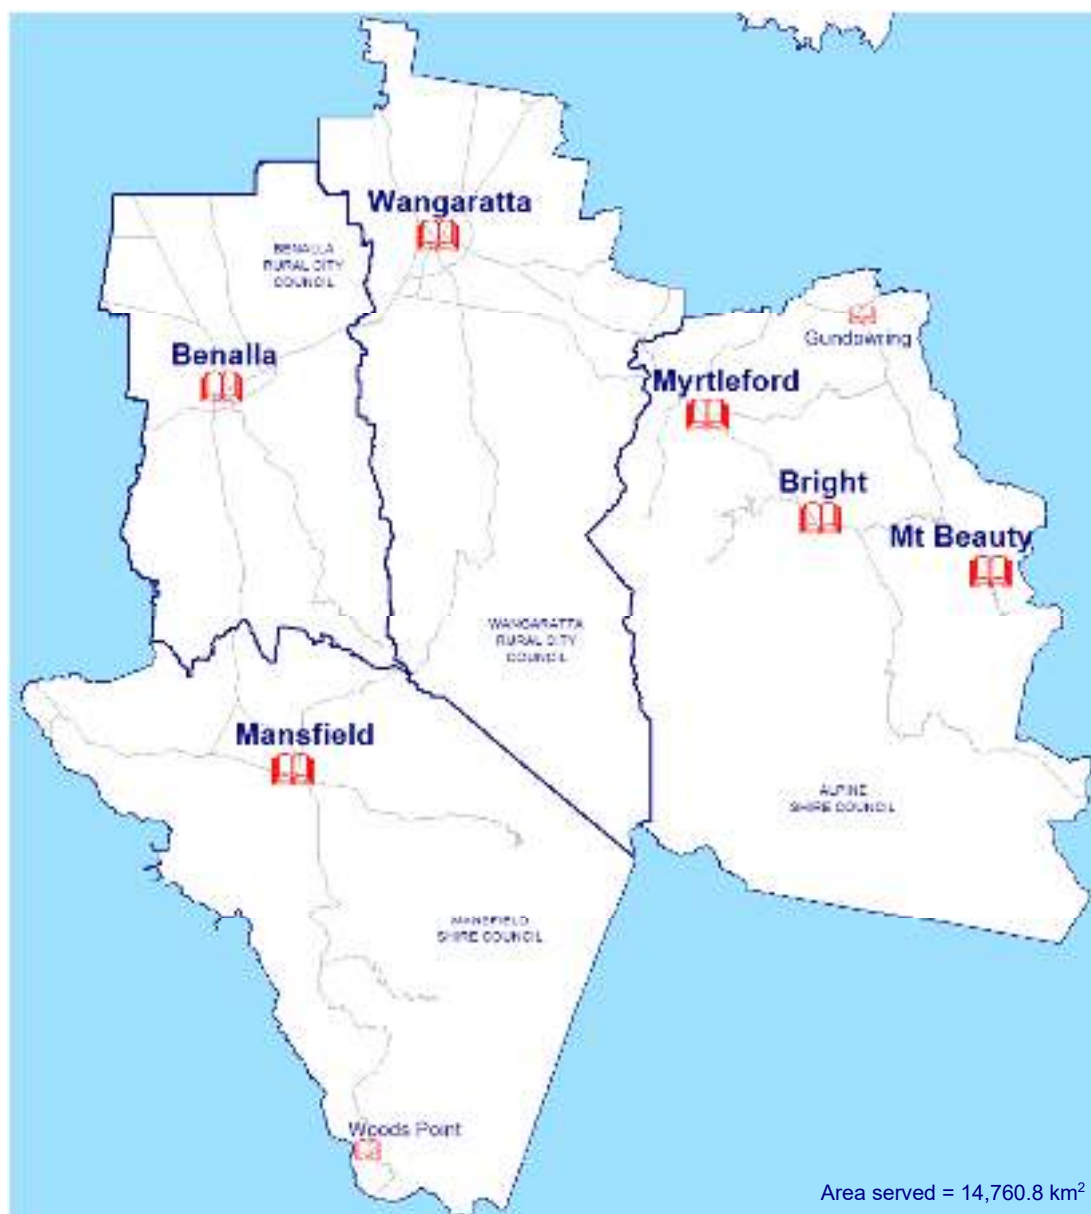 Wangaratta
BENALLA
RURAL CITY
COUNCIL
Gundowring
Benalla
Myrtleford
Bright
Mt Beauty
WANGARATTA
RURAL CITY
COUNCIL
Mansfield
ALPINE
SHIRE COUNCIL
MANSFIELD
SHIRE COUNCIL
Woods Point
Area served = 14,760.8 km²